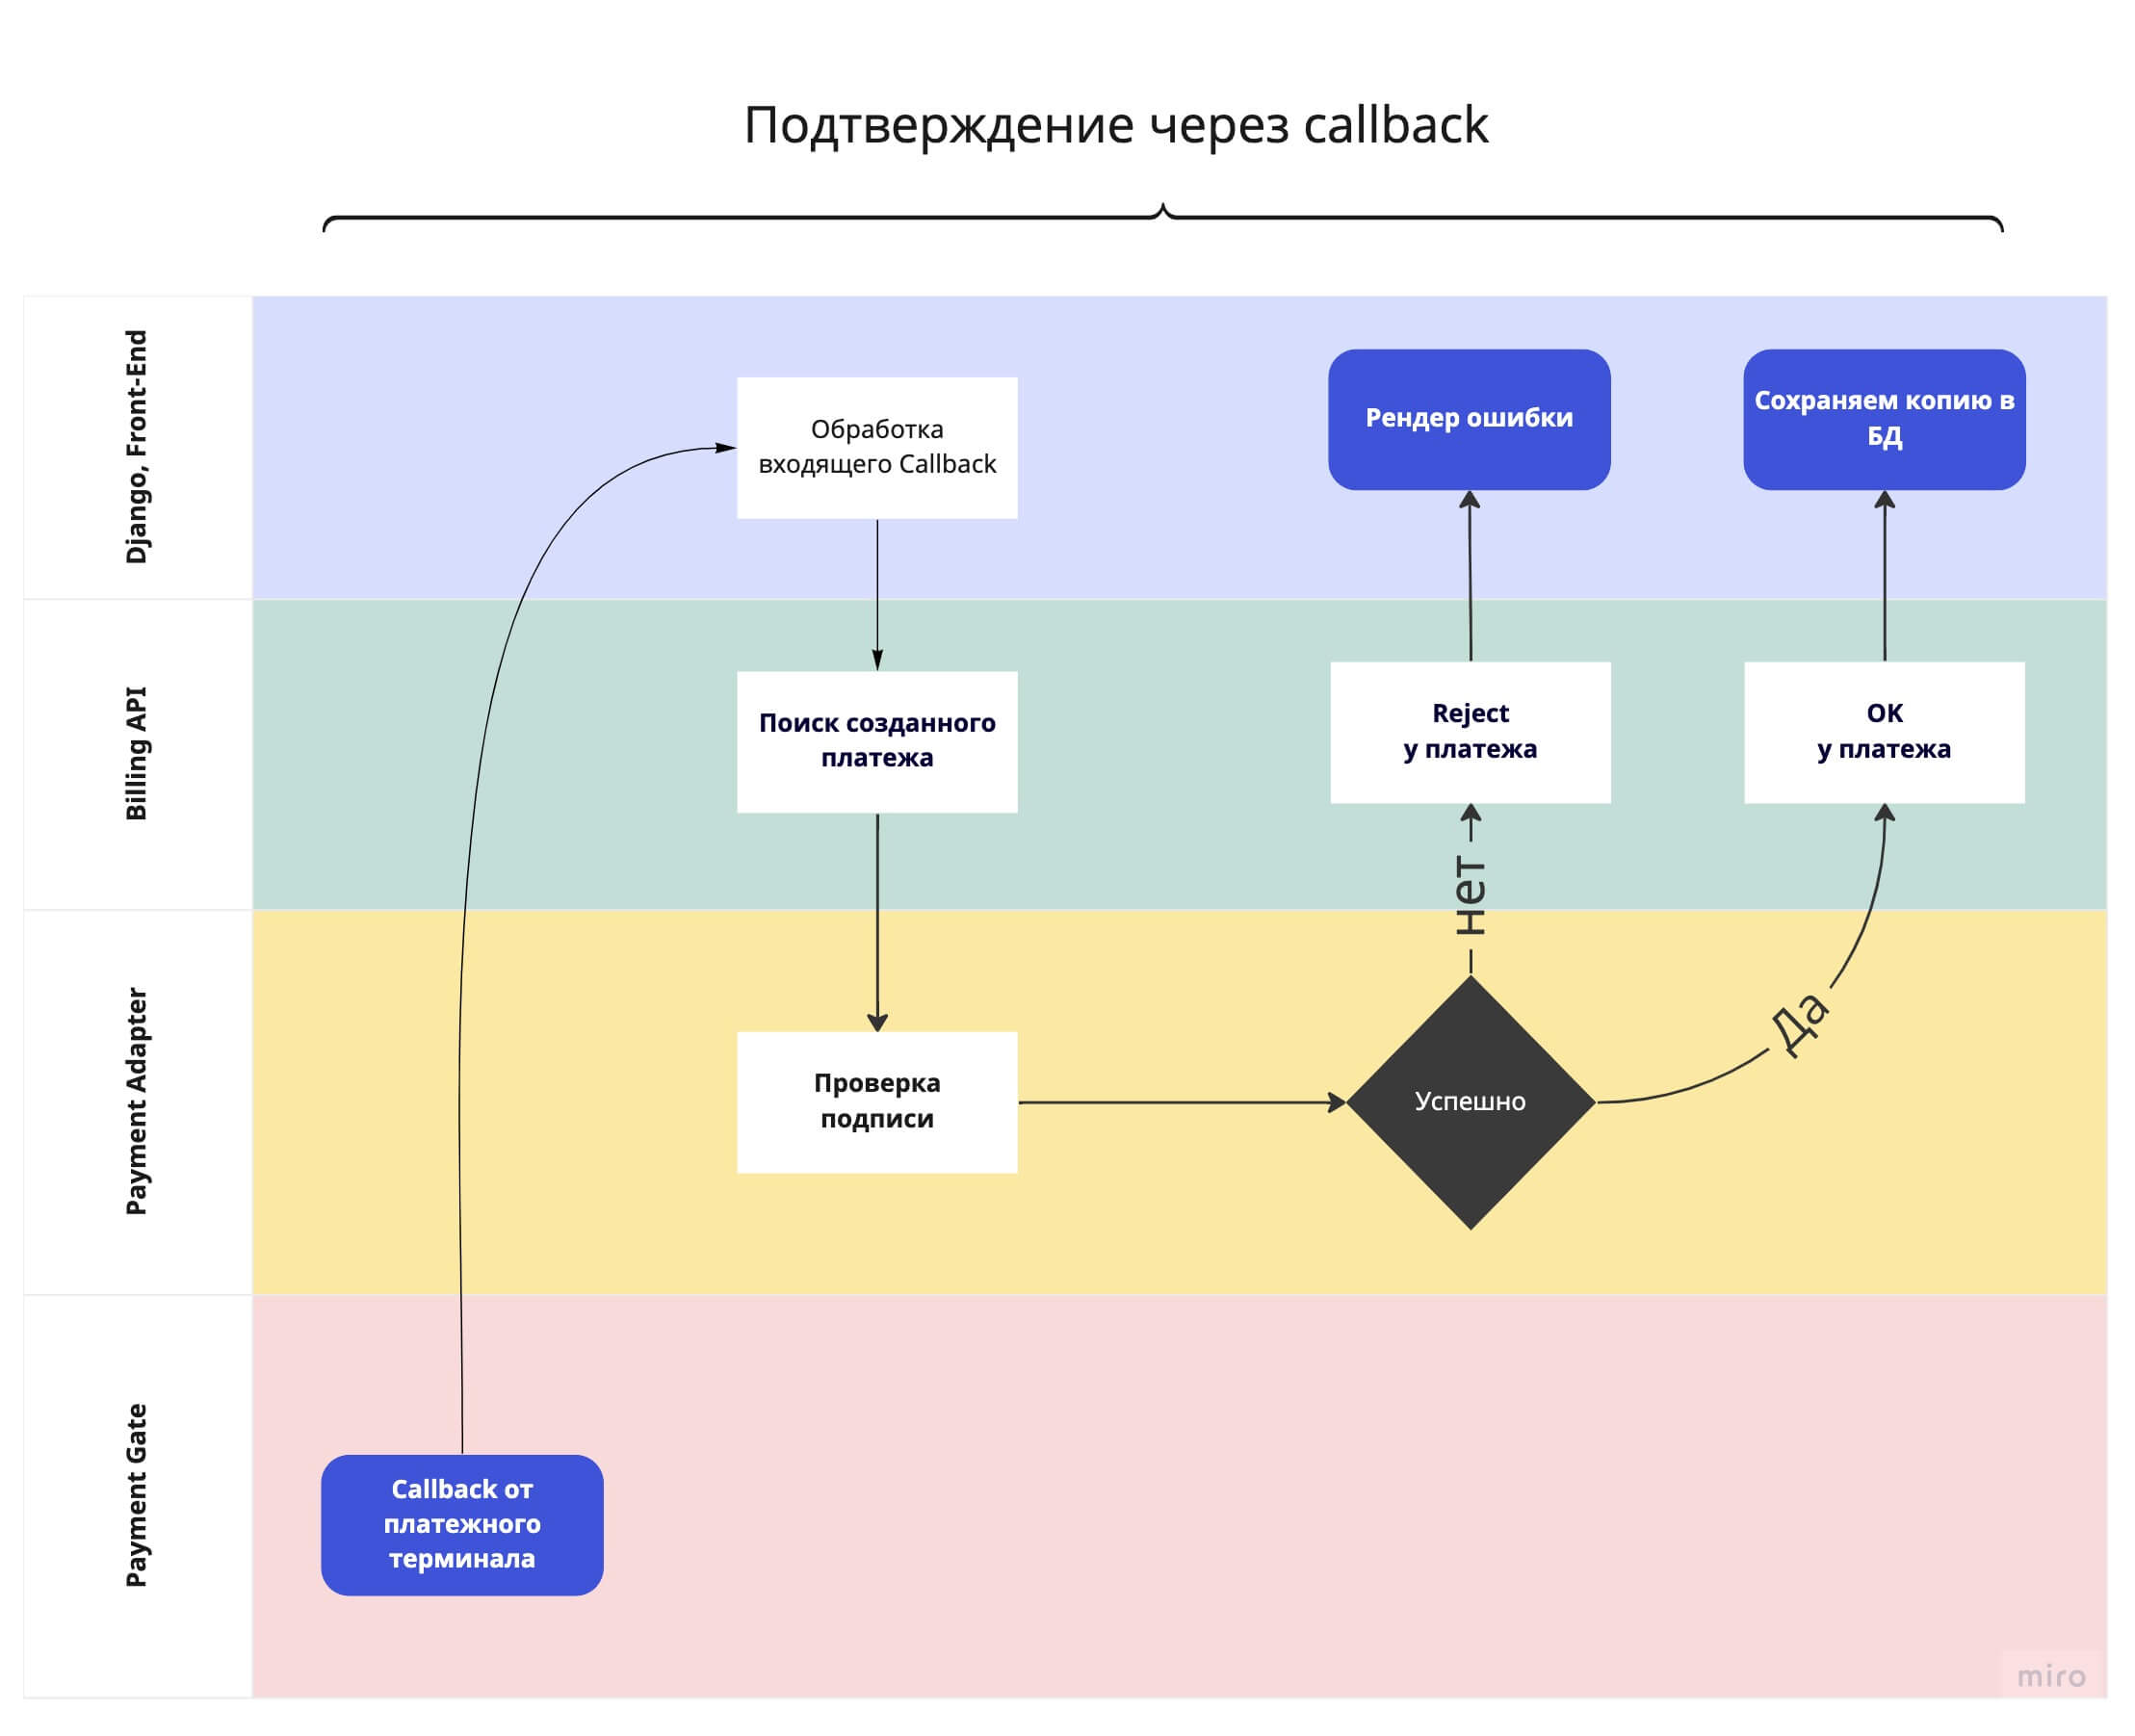 Подтверждение через callback
Django, Front-End
Обработка
входящего Callback
Рендер ошибки
Сохраняем копию в
БД
Billing API
Поиск созданного
платежа
Reject
у платежа
OK
у платежа
нет
Payment Adapter
Проверка
подписи
Успешно
Да
Payment Gate
Callback от
платежного
терминала
miro